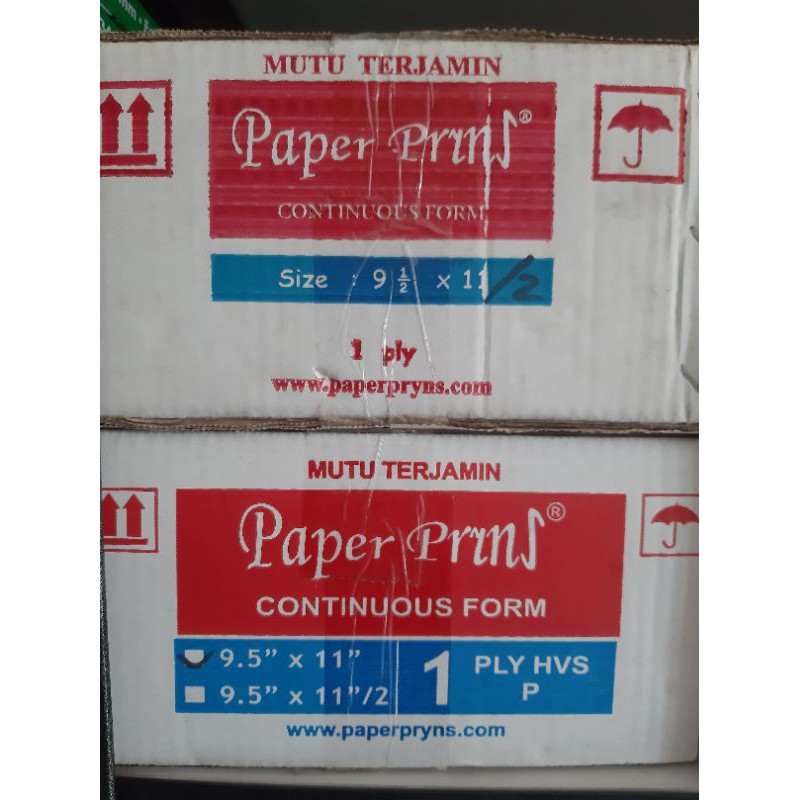 MUTU TERJAMIN
Paper Pryns®
CONTINUOUS FORM
Size : 9 ½ x 11/2
1 ply
www.paperpryns.com
MUTU TERJAMIN
Paper Pryns®
CONTINUOUS FORM
9.5” x 11”
9.5” x 11”/2
1
PLY HVS
P
www.paperpryns.com